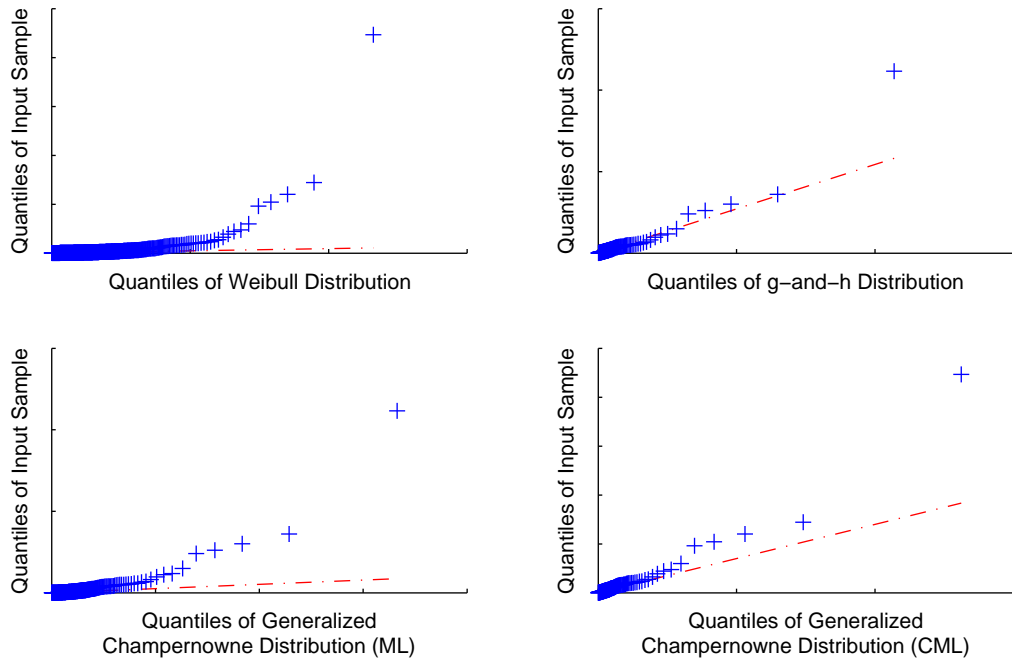 Quantiles of Input Sample
Quantiles of Weibull Distribution
Quantiles of Input Sample
Quantiles of g−and−h Distribution
Quantiles of Input Sample
Quantiles of Generalized
Champernowne Distribution (ML)
Quantiles of Input Sample
Quantiles of Generalized
Champernowne Distribution (CML)